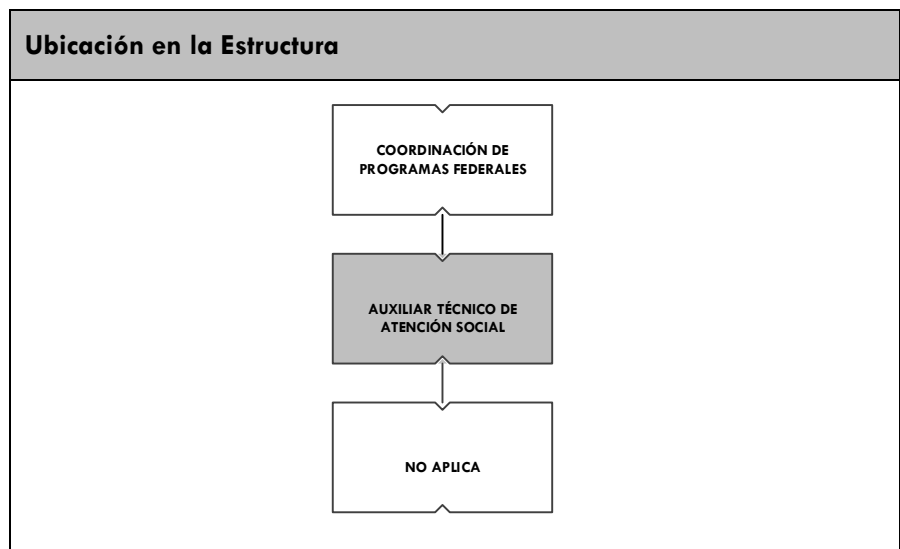 Ubicación en la Estructura
COORDINACIÓN DE
PROGRAMAS FEDERALES
AUXILIAR TÉCNICO DE
ATENCIÓN SOCIAL
NO APLICA